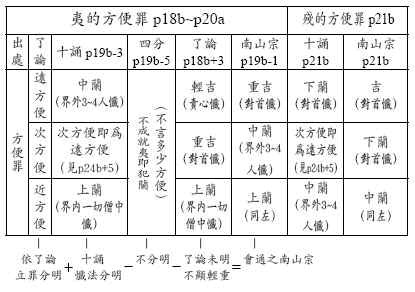 夷的方便罪 p18b~p20a
殘的方便罪 p21b
出處
了論
十誦 p19b-3
四分 p19b-5
了論 p18b+3
南山宗 p19b-1
十誦 p21b
南山宗 p21b
方便罪
遠方便
中蘭
(界外3~4人懺)
不成就夷即犯蘭
(不言多少方便)
輕吉
(責心懺)
重吉
(對首懺)
下蘭
(對首懺)
吉
(對首懺)
次方便
次方便即為
遠方便
(見p24b+5)
重吉
(對首懺)
中蘭
(界外3~4
人懺)
次方便即
為遠方便
(見p24b+5)
下蘭
(對首懺)
近方便
上蘭
(界內一切僧中
懺)
上蘭
(界內一切
僧中懺)
上蘭
(同左)
中蘭
(界外3~4
人懺)
中蘭
(同左)
依了論
立罪分明
+
十誦
懺法分明
−不分明−
了論未明
不顯輕重
=會通之南山宗